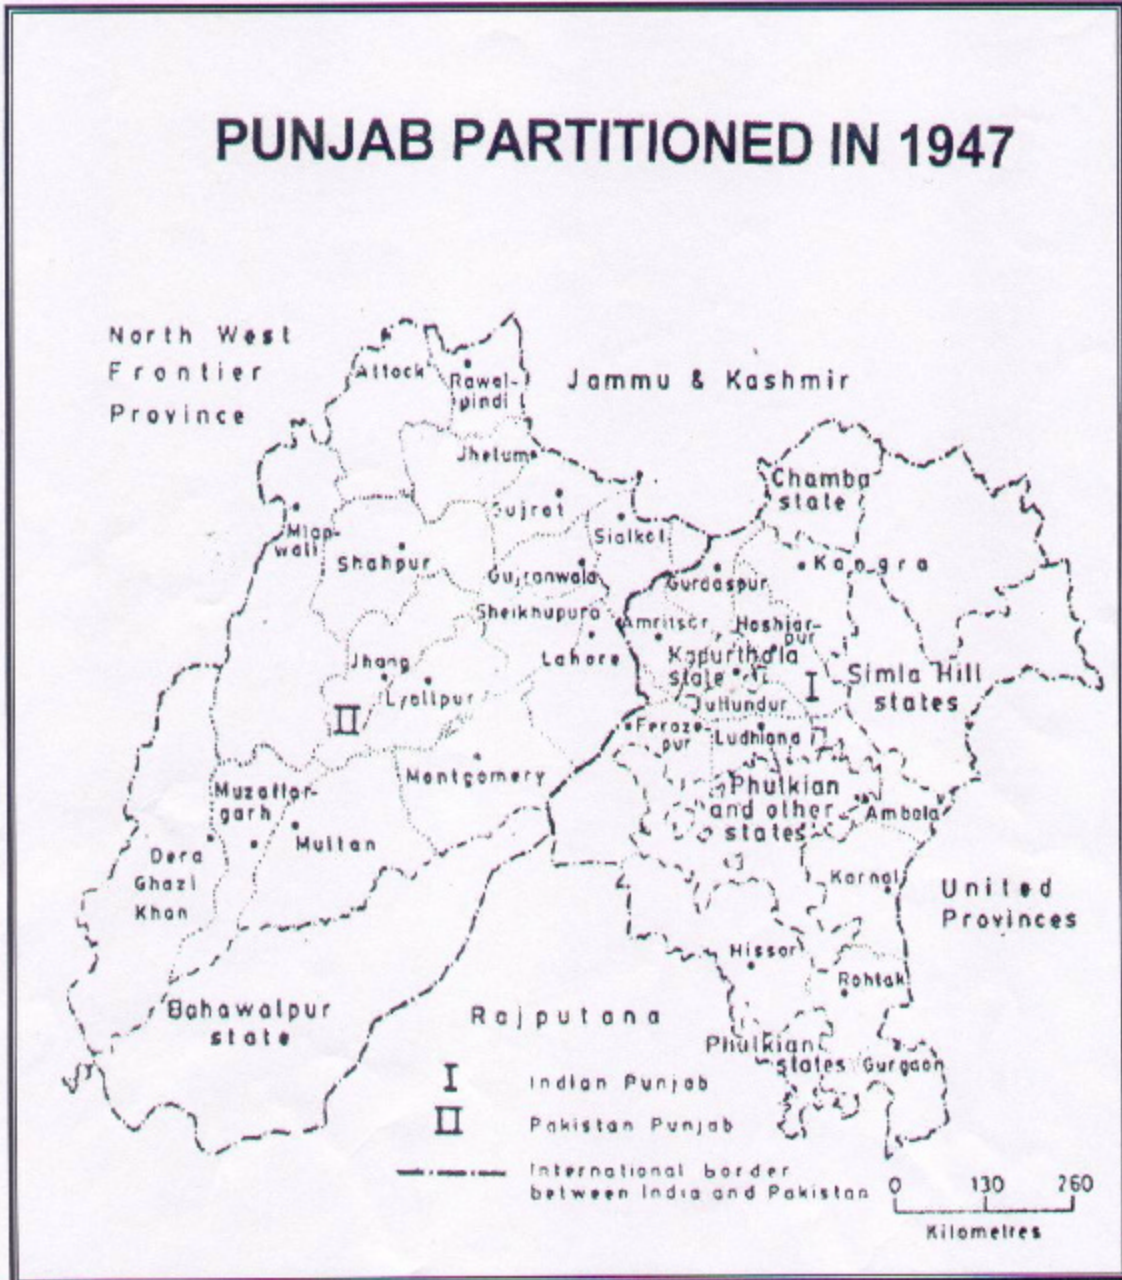 PUNJAB PARTITIONED IN 1947
North West
Frontier
Province
Attock
Rawal-
pindi
Jammu & Kashmir
Jhelum
Chamba
state
Gujrat
Sialkot
Mian-
wali
Shahpur
Gujranwala
Gurdaspur
Kangra
Sheikhupura
Amritsar
Hoshiar-
pur
Lahore
Kapurthala
state
Jhang
Lyallpur
I
Simla Hill
states
II
Jullundur
Feroze-
pur
Ludhiana
Montgomery
Muzaffar-
garh
Phulkian
and other
states
Ambala
Multan
Dera
Ghazi
Khan
Karnal
United
Provinces
Hissar
Rohtak
Bahawalpur
state
Rajputana
Phulkian
states
Gurgaon
I Indian Punjab
II Pakistan Punjab
International border
between India and Pakistan
0 130 260
Kilometres